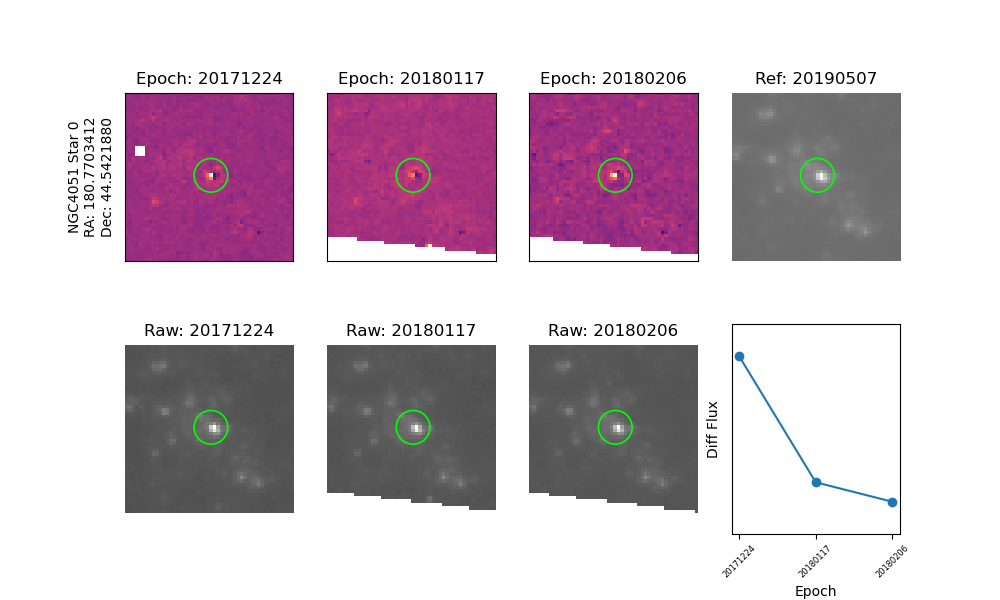 Epoch: 20171224
Epoch: 20180117
Epoch: 20180206
Ref: 20190507
NGC4051 Star 0
RA: 180.7703412
Dec: 44.5421880
Raw: 20171224
Raw: 20180117
Raw: 20180206
Diff Flux
20171224
20180117
20180206
Epoch